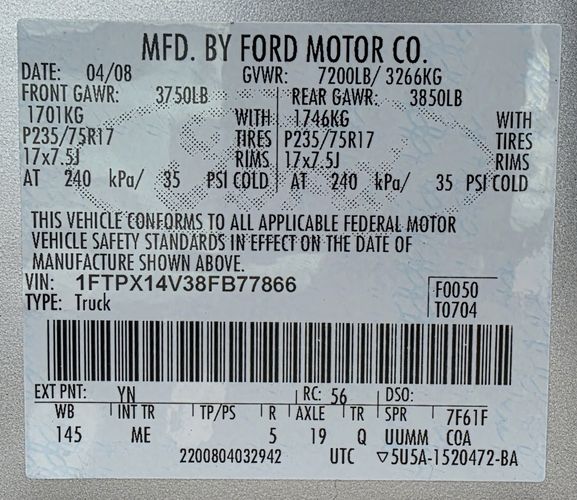 MFD. BY FORD MOTOR CO.
DATE: 04/08 GVWR: 7200LB/ 3266KG
FRONT GAWR: 3750LB REAR GAWR: 3850LB
1701KG WITH 1746KG WITH
P235/75R17 TIRES P235/75R17 TIRES
17x7.5J RIMS 17x7.5J RIMS
AT 240 kPa/ 35 PSI COLD AT 240 kPa/ 35 PSI COLD
THIS VEHICLE CONFORMS TO ALL APPLICABLE FEDERAL MOTOR
VEHICLE SAFETY STANDARDS IN EFFECT ON THE DATE OF
MANUFACTURE SHOWN ABOVE.
VIN: 1FTPX14V38FB77866 F0050
TYPE: Truck T0704
EXT PNT: YN RC: 56 DSO:
WB INT TR TP/PS R AXLE TR SPR 7F61F
145 ME 5 19 Q UUMM COA
2200804032942 UTC ▽5U5A-1520472-BA